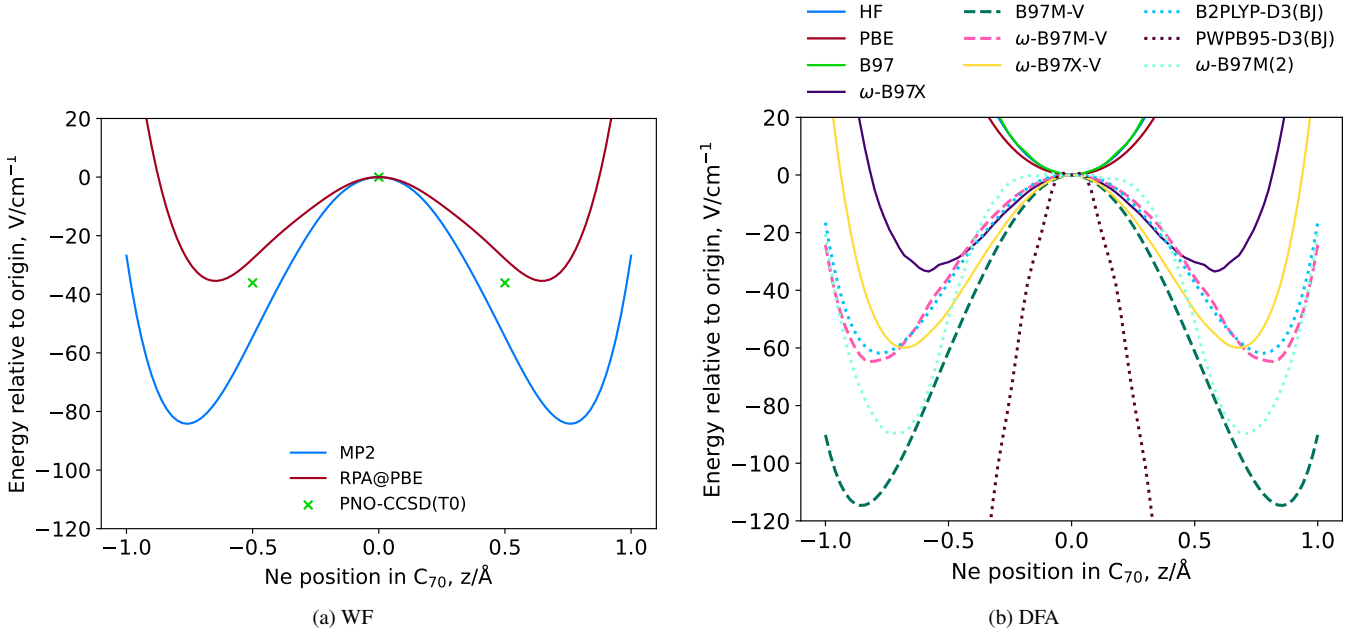 20
0
−20
−40
−60
−80
−100
−120
Energy relative to origin, V/cm⁻¹
MP2
RPA@PBE
PNO-CCSD(T0)
−1.0
−0.5
0.0
0.5
1.0
Ne position in C₇₀, z/Å
(a) WF
HF
PBE
B97
ω-B97X
B97M-V
ω-B97M-V
ω-B97X-V
B2PLYP-D3(BJ)
PWPB95-D3(BJ)
ω-B97M(2)
20
0
−20
−40
−60
−80
−100
−120
Energy relative to origin, V/cm⁻¹
−1.0
−0.5
0.0
0.5
1.0
Ne position in C₇₀, z/Å
(b) DFA